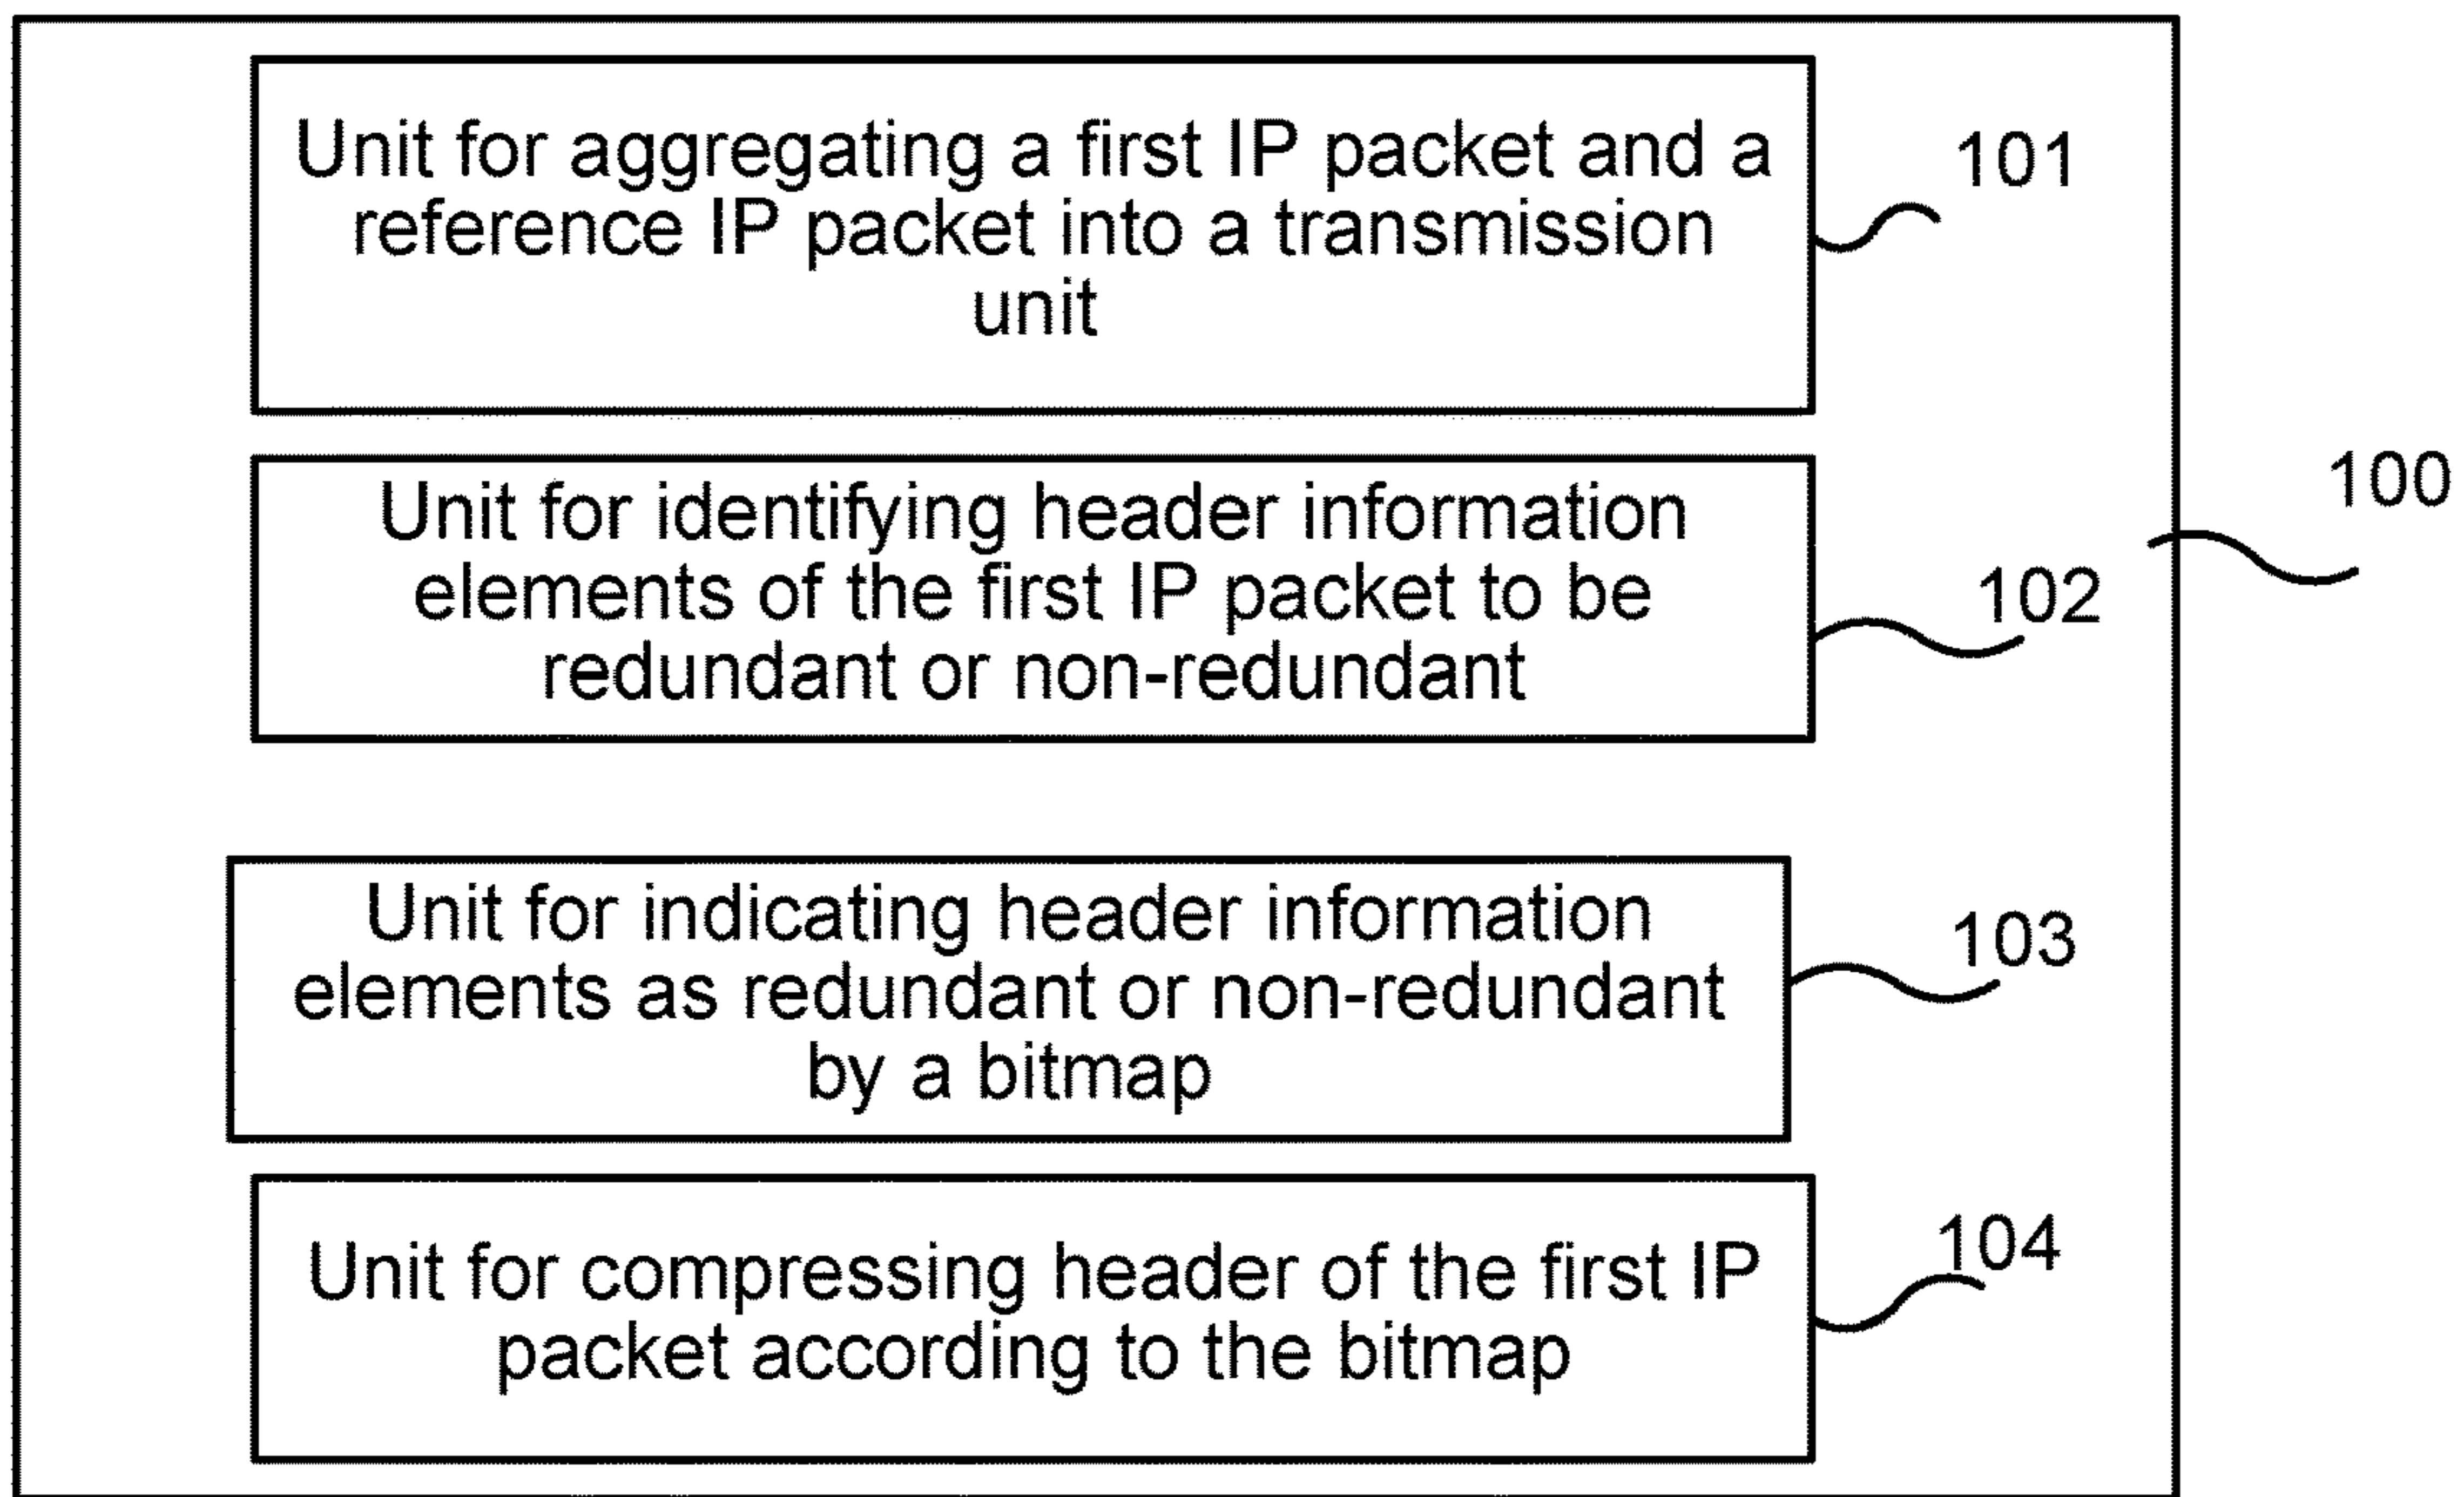 Unit for aggregating a first IP packet and a
reference IP packet into a transmission
unit
101
Unit for identifying header information
elements of the first IP packet to be
redundant or non-redundant
102
100
Unit for indicating header information
elements as redundant or non-redundant
by a bitmap
103
Unit for compressing header of the first IP
packet according to the bitmap
104